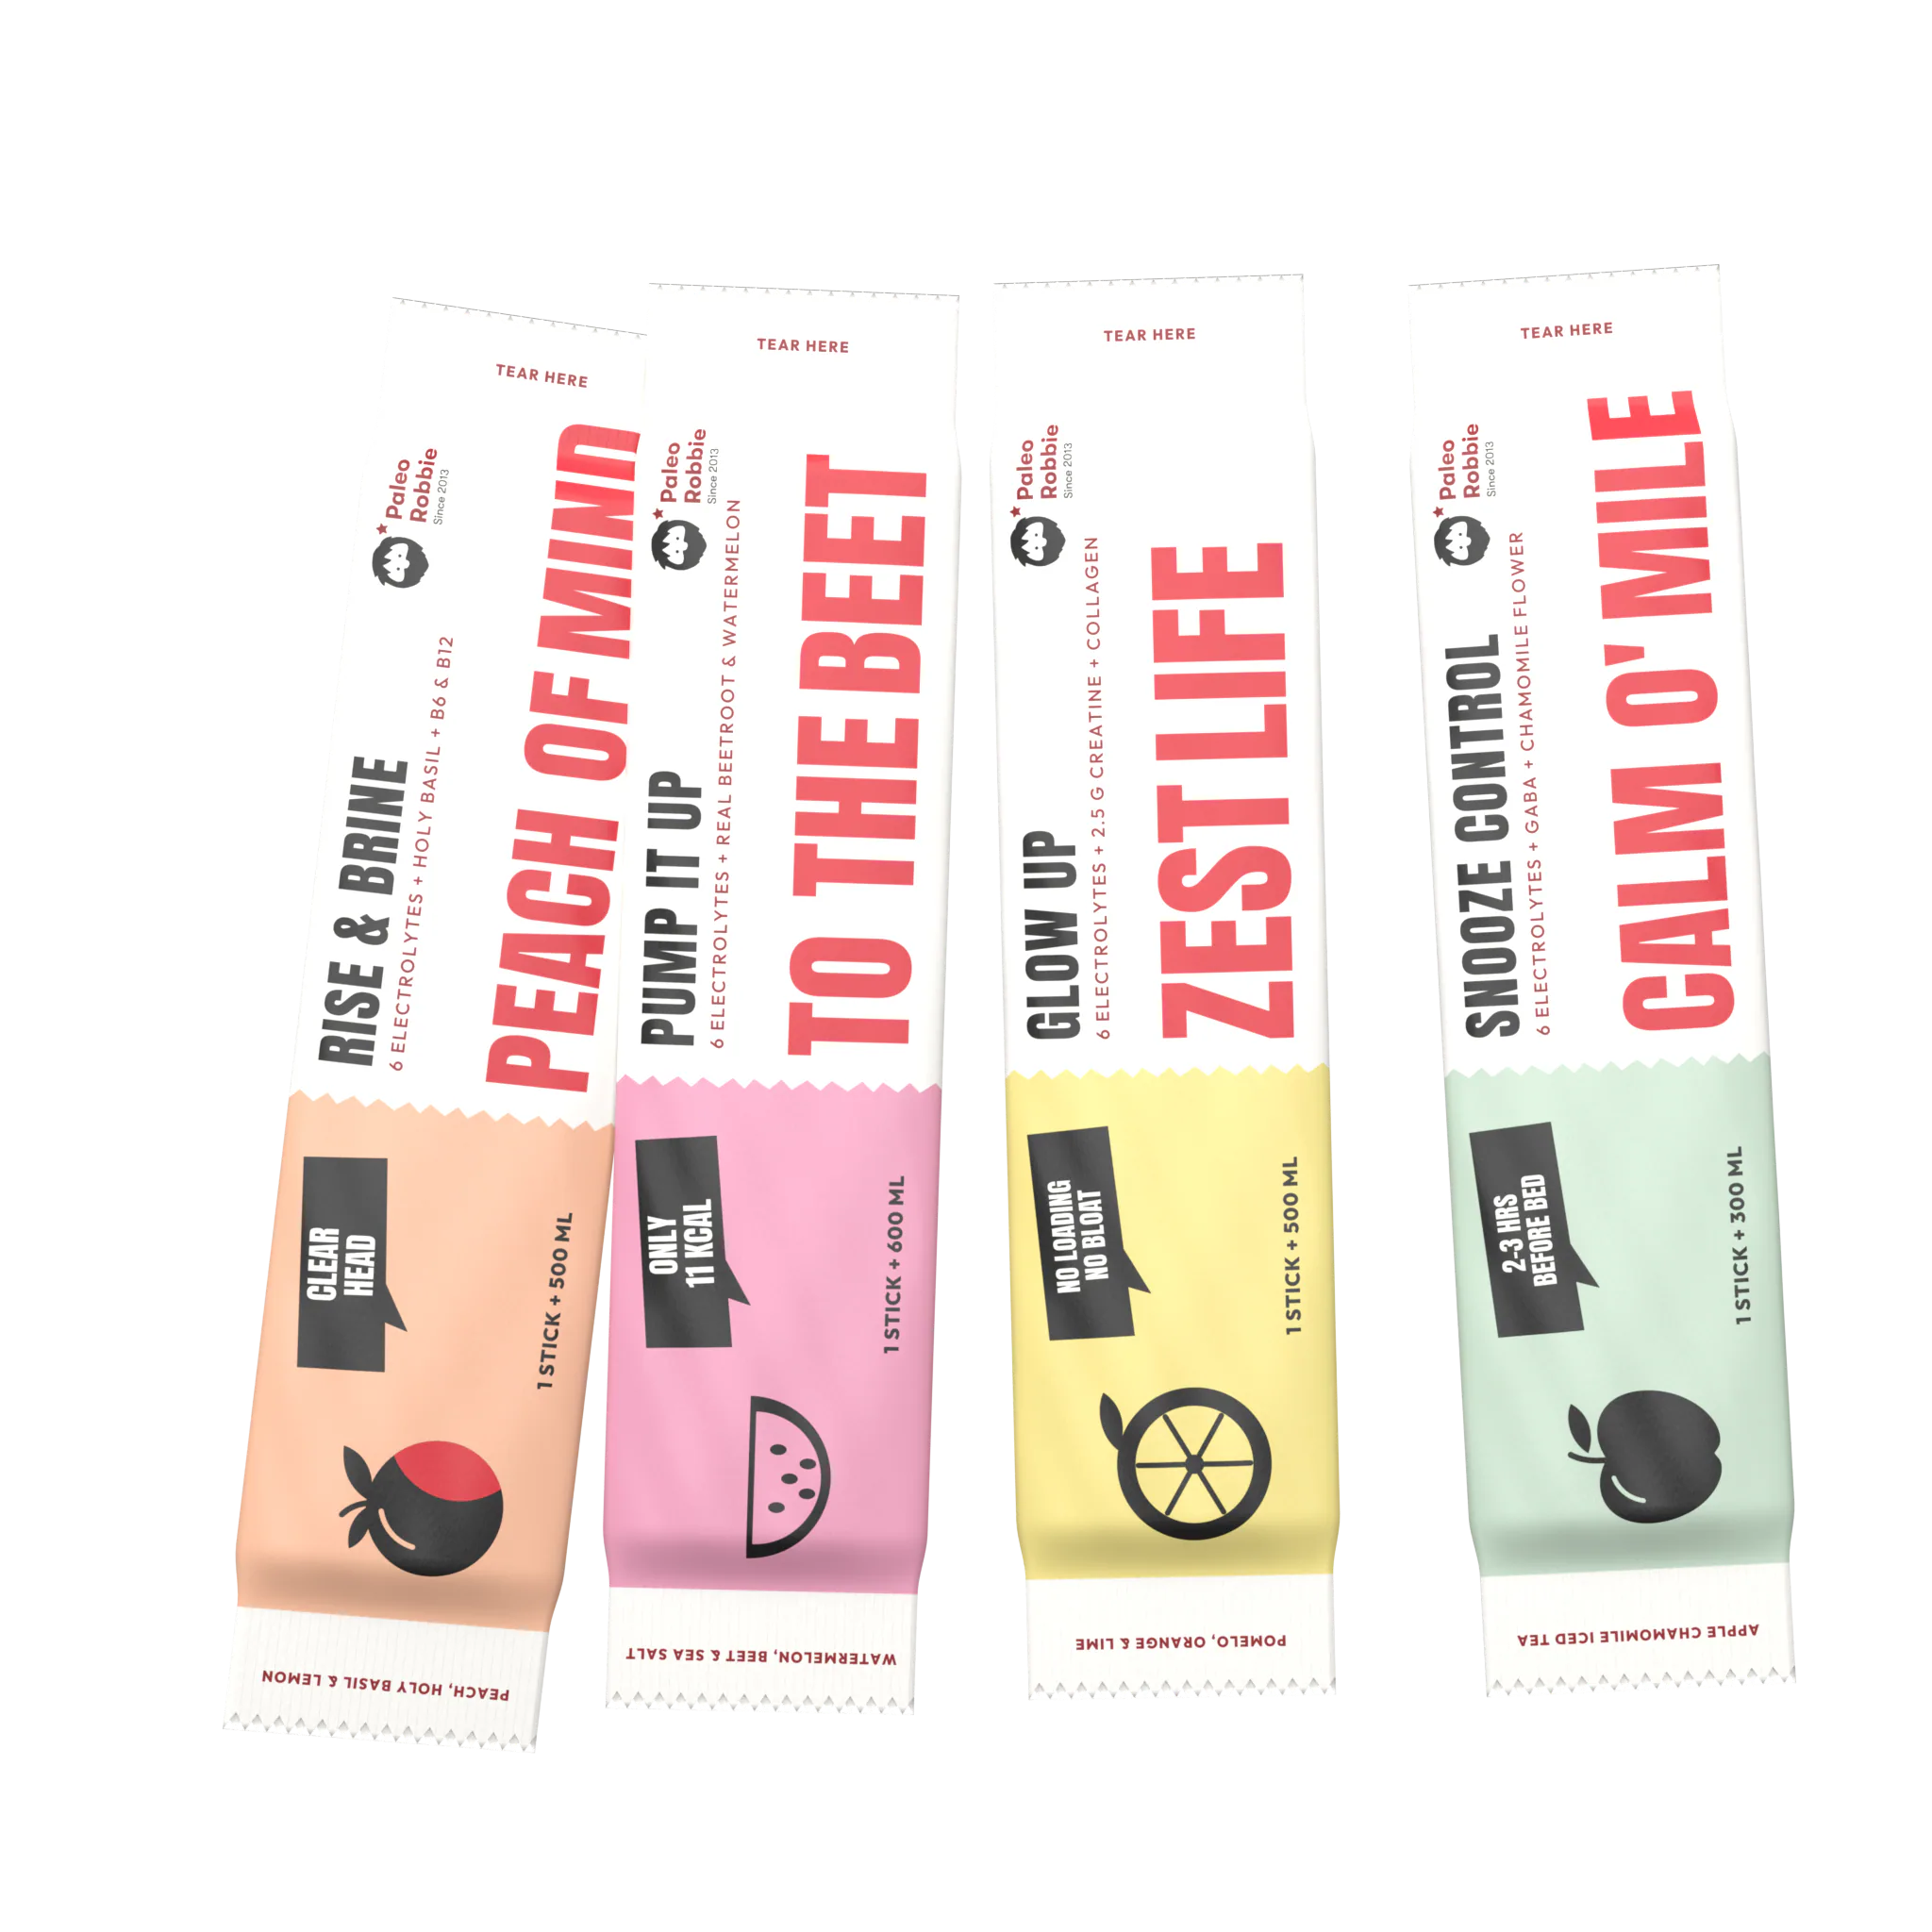 TEAR HERE
Paleo
Robbie
Since 2013
RISE & BRINE
6 ELECTROLYTES + HOLY BASIL + B6 & B12
PEACH OF MIND
CLEAR
HEAD
1 STICK + 500 ML
PEACH, HOLY BASIL & LEMON
TEAR HERE
Paleo
Robbie
Since 2013
PUMP IT UP
6 ELECTROLYTES + REAL BEETROOT & WATERMELON
TO THE BEET
ONLY
11 KCAL
1 STICK + 600 ML
WATERMELON, BEET & SEA SALT
TEAR HERE
Paleo
Robbie
Since 2013
GLOW UP
6 ELECTROLYTES + 2.5 G CREATINE + COLLAGEN
ZEST LIFE
NO LOADING
NO BLOAT
1 STICK + 500 ML
POMELO, ORANGE & LIME
TEAR HERE
Paleo
Robbie
Since 2013
SNOOZE CONTROL
6 ELECTROLYTES + GABA + CHAMOMILE FLOWER
CALM O' MILE
2-3 HRS
BEFORE BED
1 STICK + 300 ML
APPLE CHAMOMILE ICED TEA